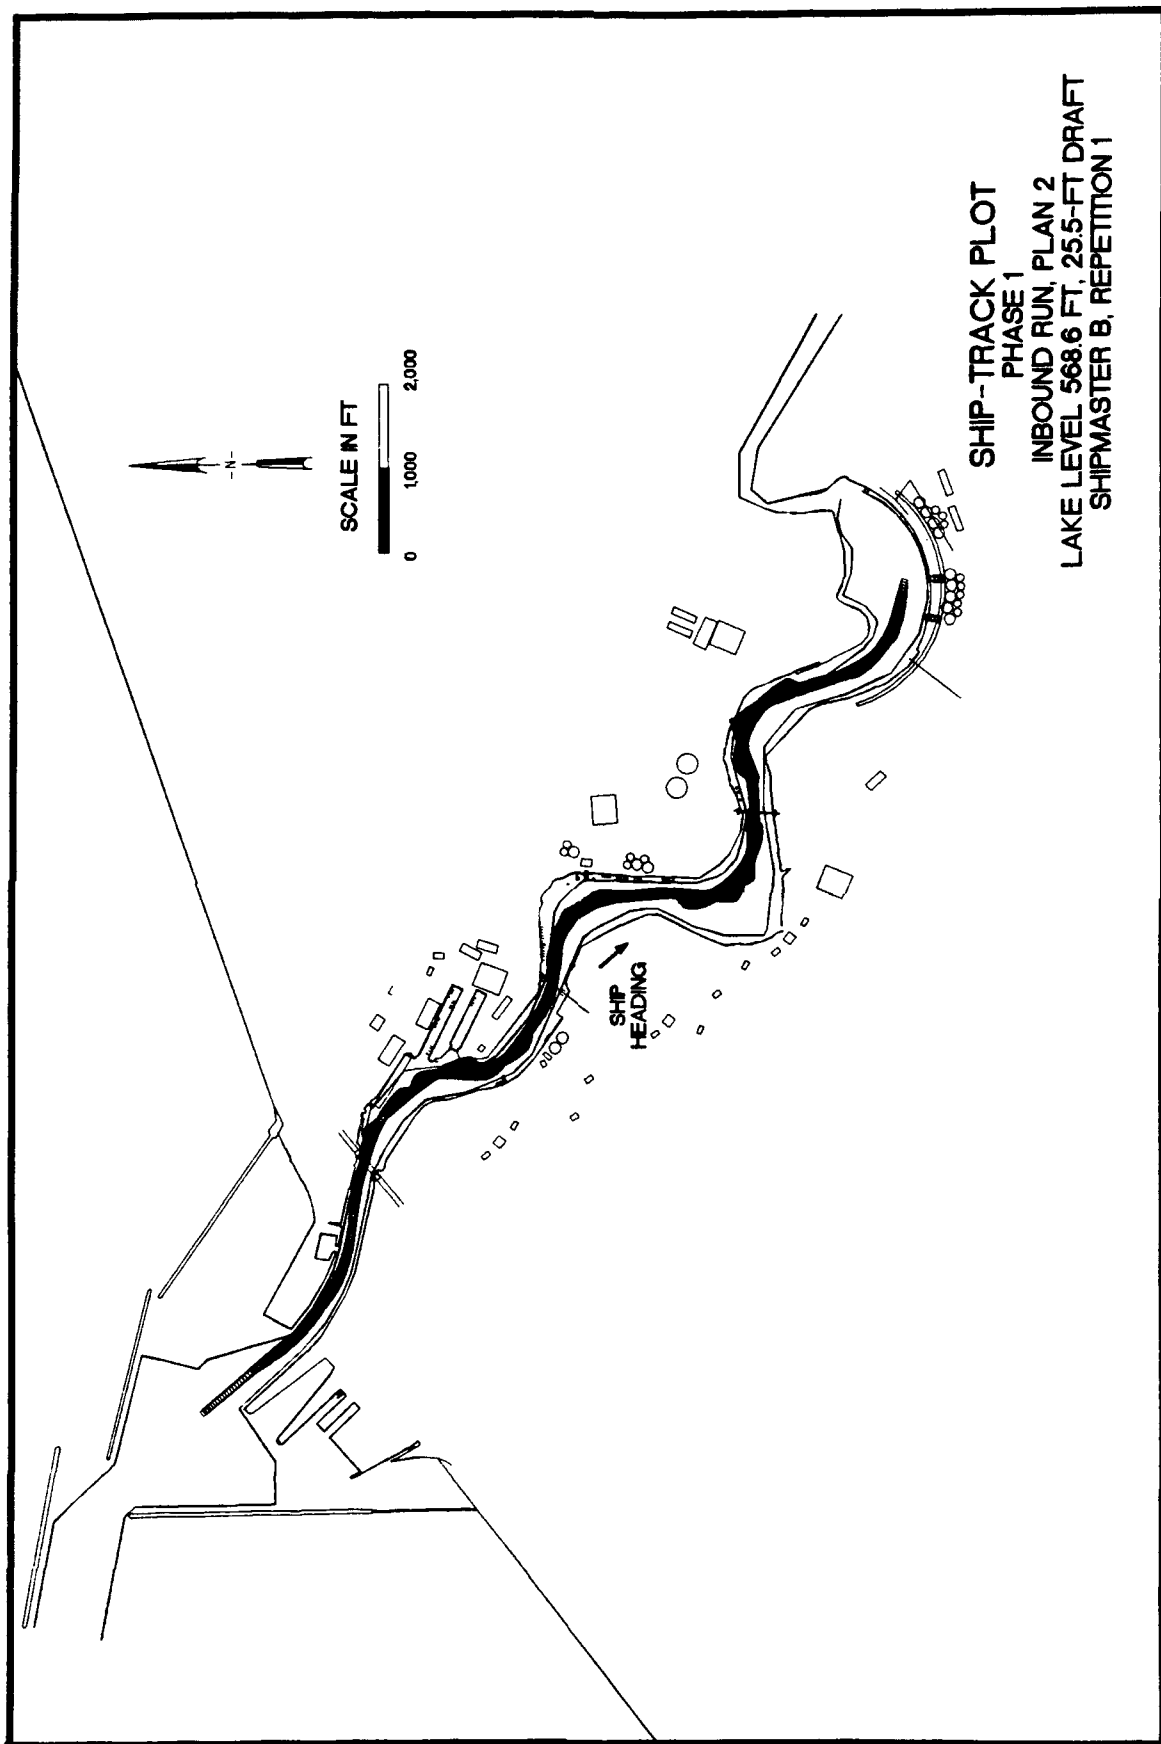 -N-
SCALE IN FT
0 1,000 2,000
SHIP
HEADING
SHIP-TRACK PLOT
PHASE 1
INBOUND RUN, PLAN 2
LAKE LEVEL 568.6 FT, 25.5-FT DRAFT
SHIPMASTER B, REPETITION 1